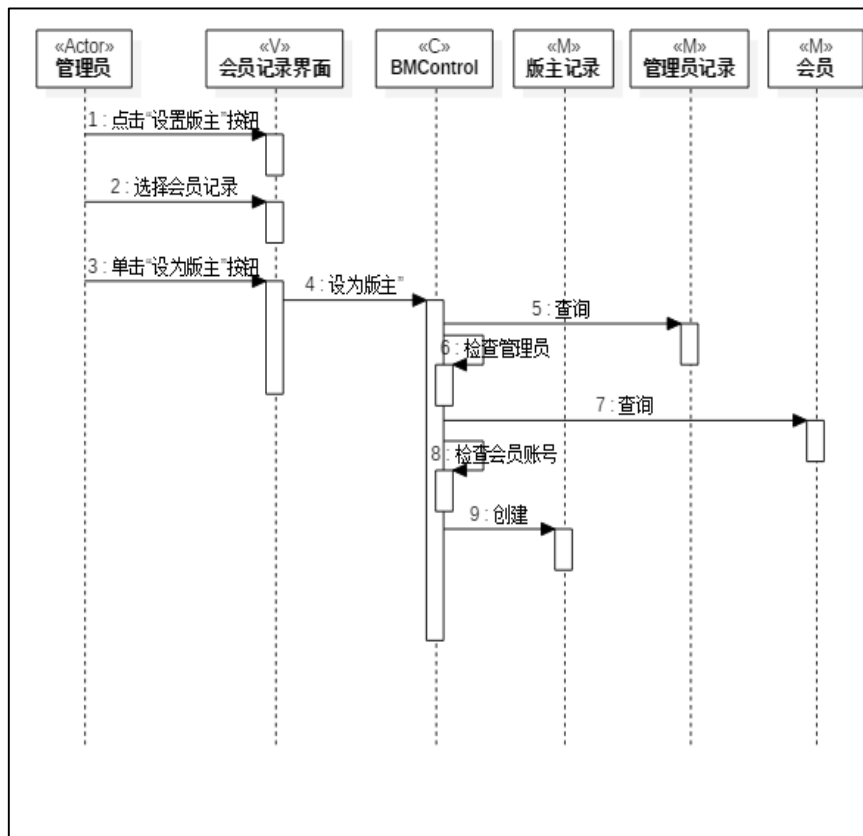 «Actor»
管理员
«V»
会员记录界面
«C»
BMControl
«M»
版主记录
«M»
管理员记录
«M»
会员
1 : 点击“设置版主”按钮
2 : 选择会员记录
3 : 单击“设为版主”按钮
4 : 设为版主”
5 : 查询
6 : 检查管理员
7 : 查询
8 : 检查会员账号
9 : 创建